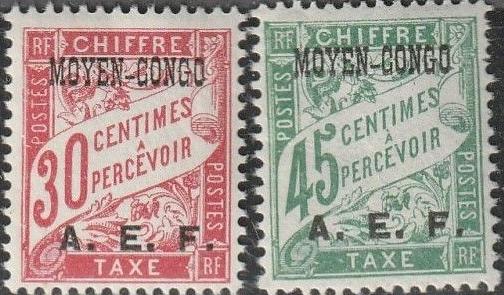 RF CHIFFRE RF
MOYEN-CONGO
POSTES
30 CENTIMES
A
PERCEVOIR
POSTES
A. E. F.
TAXE RF
RF CHIFFRE
MOYEN-CONGO
POSTES
45 CENTIMES
À
PERCEVOIR
POSTES
A. E. F.
TAXE RF